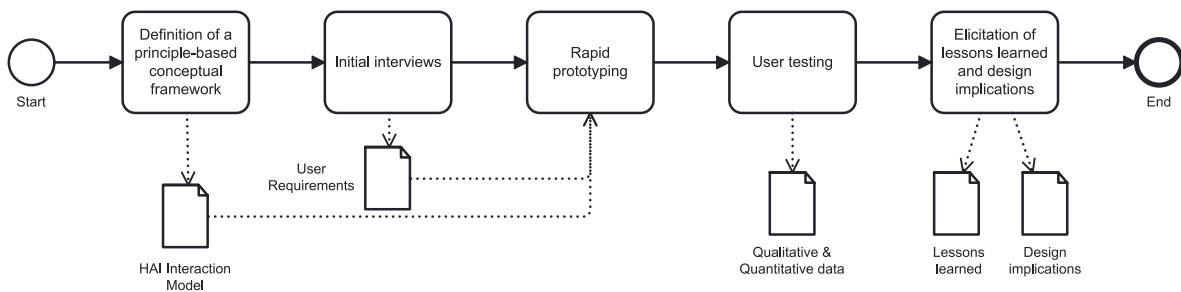 Start
Definition of a
principle-based
conceptual
framework
Initial interviews
Rapid
prototyping
User testing
Elicitation of
lessons learned
and design
implications
End
User
Requirements
HAI Interaction
Model
Qualitative &
Quantitative data
Lessons
learned
Design
implications